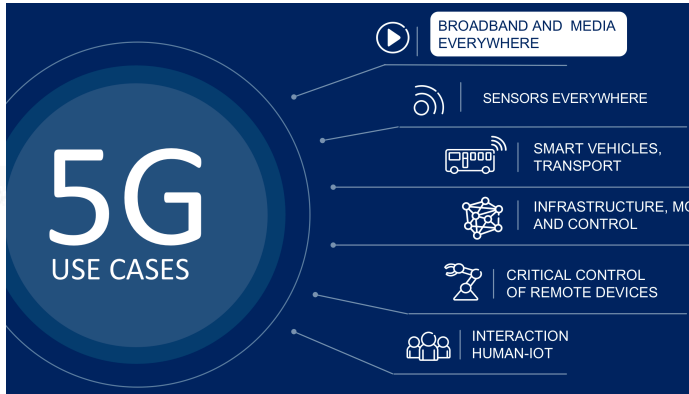 5G
USE CASES
BROADBAND AND MEDIA
EVERYWHERE
SENSORS EVERYWHERE
SMART VEHICLES,
TRANSPORT
INFRASTRUCTURE,
AND CONTROL
CRITICAL CONTROL
OF REMOTE DEVICES
INTERACTION
HUMAN-IOT